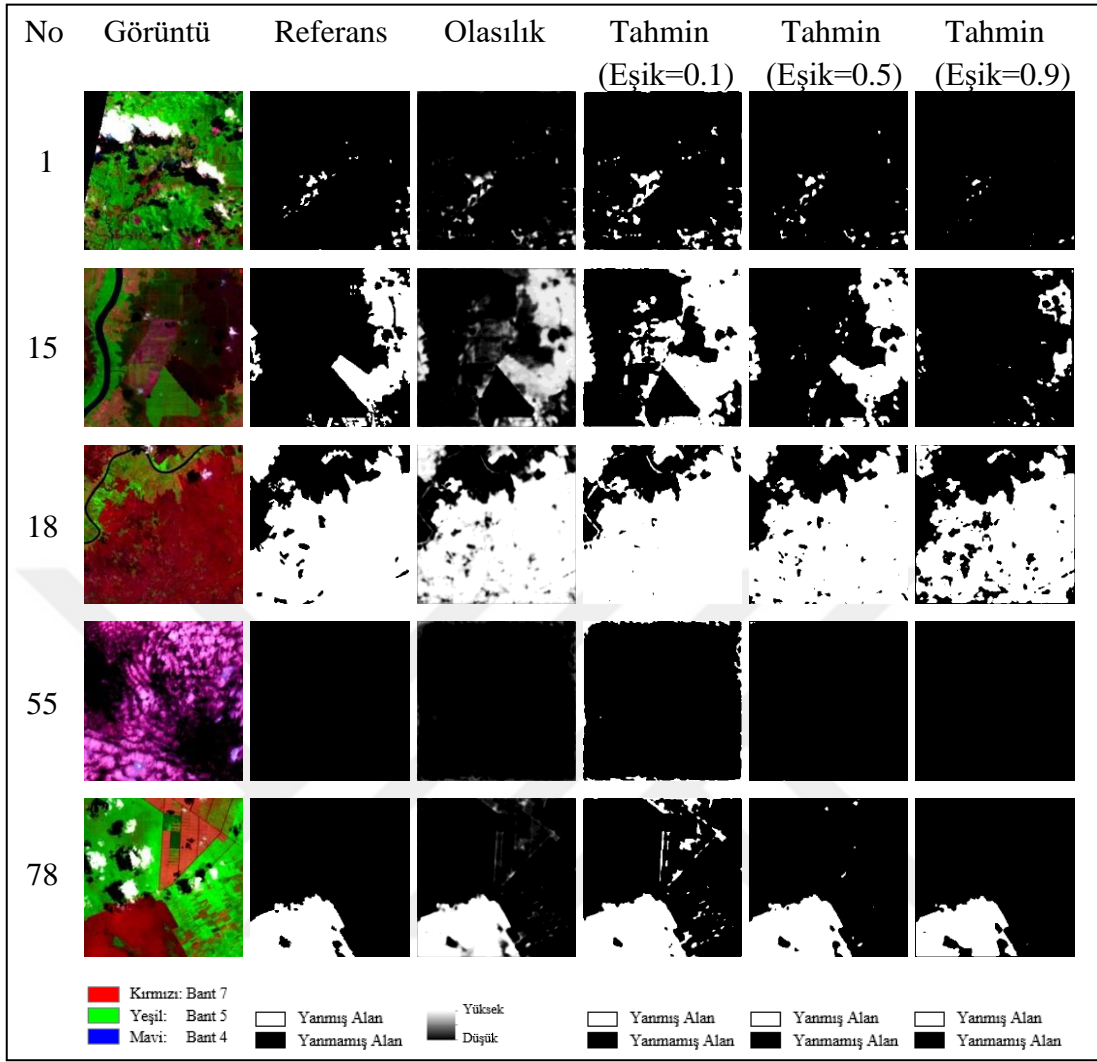 No Görüntü Referans Olasılık Tahmin Tahmin Tahmin
(Eşik=0.1) (Eşik=0.5) (Eşik=0.9)
1
15
18
55
78
Kırmızı: Bant 7
Yeşil: Bant 5
Mavi: Bant 4
Yanmış Alan
Yanmamış Alan
Yüksek
Düşük
Yanmış Alan
Yanmamış Alan
Yanmış Alan
Yanmamış Alan
Yanmış Alan
Yanmamış Alan